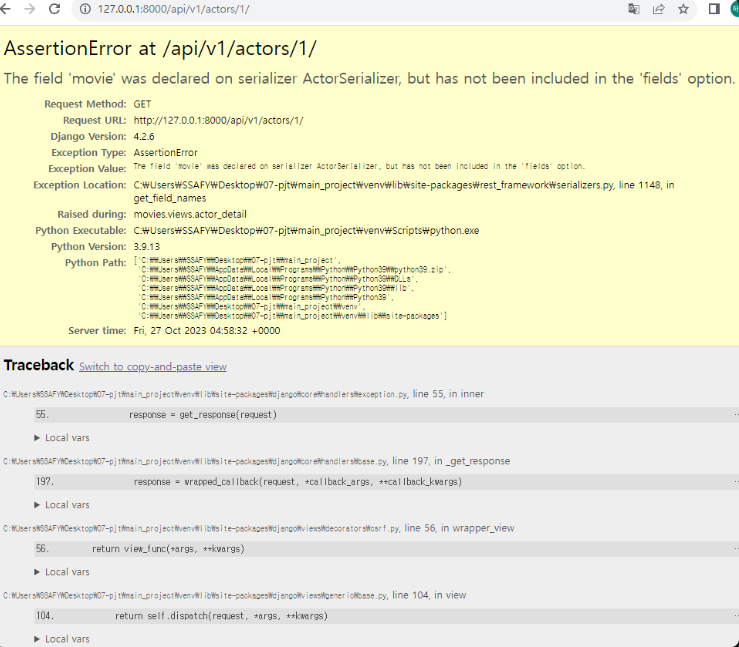 127.0.0.1:8000/api/v1/actors/1/
AssertionError at /api/v1/actors/1/
The field 'movie' was declared on serializer ActorSerializer, but has not been included in the 'fields' option.
Request Method: GET
Request URL: http://127.0.0.1:8000/api/v1/actors/1/
Django Version: 4.2.6
Exception Type: AssertionError
Exception Value: The field 'movie' was declared on serializer ActorSerializer, but has not been included in the 'fields' option.
Exception Location: C:₩Users₩SSAFY₩Desktop₩07-pjt₩main_project₩venv₩lib₩site-packages₩rest_framework₩serializers.py, line 1148, in
get_field_names
Raised during: movies.views.actor_detail
Python Executable: C:₩Users₩SSAFY₩Desktop₩07-pjt₩main_project₩venv₩Scripts₩python.exe
Python Version: 3.9.13
Python Path: ['C:₩₩Users₩₩SSAFY₩₩Desktop₩₩07-pjt₩₩main_project',
'C:₩₩Users₩₩SSAFY₩₩AppData₩₩Local₩₩Programs₩₩Python₩₩Python39₩₩python39.zip',
'C:₩₩Users₩₩SSAFY₩₩AppData₩₩Local₩₩Programs₩₩Python₩₩Python39₩₩DLLs',
'C:₩₩Users₩₩SSAFY₩₩AppData₩₩Local₩₩Programs₩₩Python₩₩Python39₩₩lib',
'C:₩₩Users₩₩SSAFY₩₩AppData₩₩Local₩₩Programs₩₩Python₩₩Python39',
'C:₩₩Users₩₩SSAFY₩₩Desktop₩₩07-pjt₩₩main_project₩₩venv',
'C:₩₩Users₩₩SSAFY₩₩Desktop₩₩07-pjt₩₩main_project₩₩venv₩₩lib₩₩site-packages']
Server time: Fri, 27 Oct 2023 04:58:32 +0000
Traceback Switch to copy-and-paste view
C:₩Users₩SSAFY₩Desktop₩07-pjt₩main_project₩venv₩lib₩site-packages₩django₩core₩handlers₩exception.py, line 55, in inner
55. response = get_response(request)
▶ Local vars
C:₩Users₩SSAFY₩Desktop₩07-pjt₩main_project₩venv₩lib₩site-packages₩django₩core₩handlers₩base.py, line 197, in _get_response
197. response = wrapped_callback(request, *callback_args, **callback_kwargs)
▶ Local vars
C:₩Users₩SSAFY₩Desktop₩07-pjt₩main_project₩venv₩lib₩site-packages₩django₩views₩decorators₩csrf.py, line 56, in wrapper_view
56. return view_func(*args, **kwargs)
▶ Local vars
C:₩Users₩SSAFY₩Desktop₩07-pjt₩main_project₩venv₩lib₩site-packages₩django₩views₩generic₩base.py, line 104, in view
104. return self.dispatch(request, *args, **kwargs)
▶ Local vars